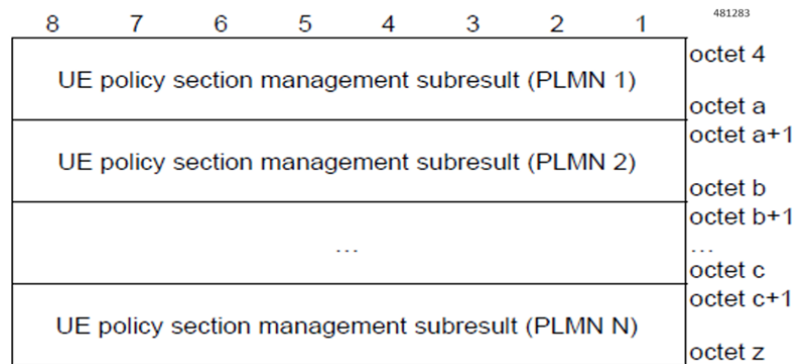 481283
8 7 6 5 4 3 2 1
octet 4
UE policy section management subresult (PLMN 1)
octet a
octet a+1
UE policy section management subresult (PLMN 2)
octet b
octet b+1
... ...
octet c
octet c+1
UE policy section management subresult (PLMN N)
octet z